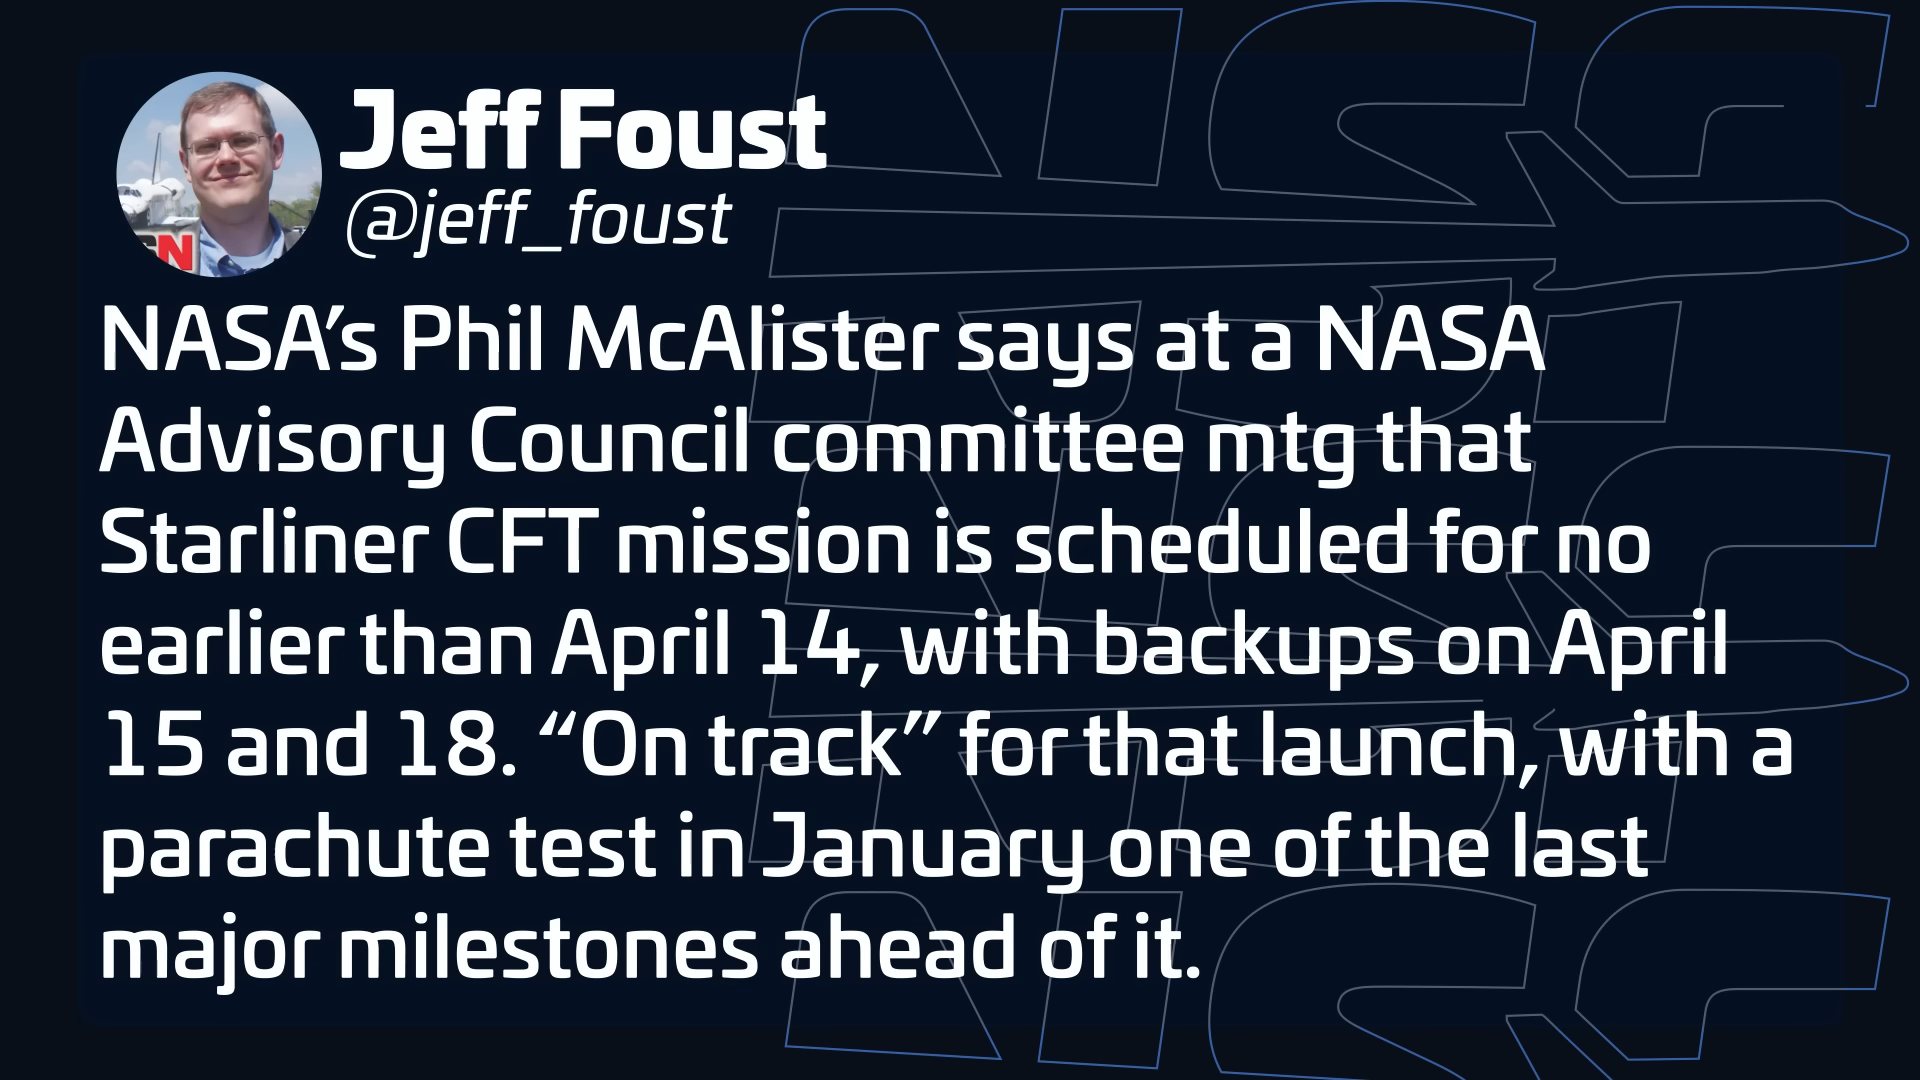 Jeff Foust
@jeff_foust
NASA’s Phil McAlister says at a NASA
Advisory Council committee mtg that
Starliner CFT mission is scheduled for no
earlier than April 14, with backups on April
15 and 18. “On track” for that launch, with a
parachute test in January one of the last
major milestones ahead of it.